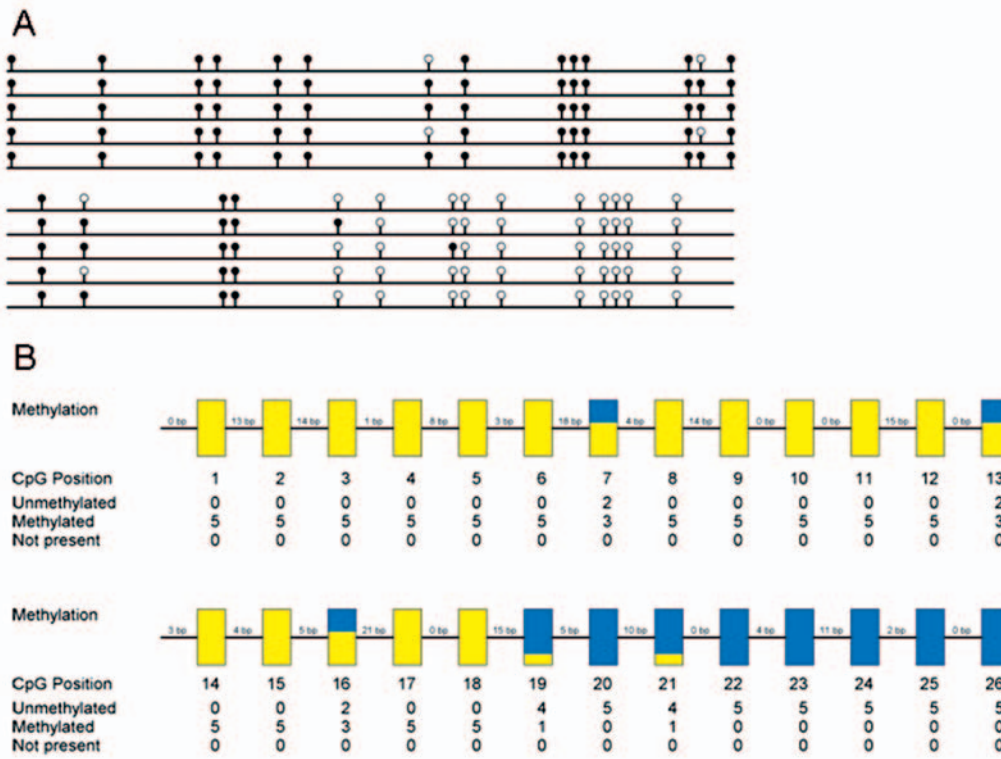 A
B
Methylation
0 bp 13 bp 14 bp 1 bp 8 bp 3 bp 18 bp 4 bp 14 bp 0 bp 0 bp 15 bp 0 bp
CpG Position 1 2 3 4 5 6 7 8 9 10 11 12 13
Unmethylated 0 0 0 0 0 0 2 0 0 0 0 0 2
Methylated 5 5 5 5 5 5 3 5 5 5 5 5 3
Not present 0 0 0 0 0 0 0 0 0 0 0 0 0
Methylation
3 bp 4 bp 5 bp 21 bp 0 bp 15 bp 5 bp 10 bp 0 bp 4 bp 11 bp 2 bp 0 bp
CpG Position 14 15 16 17 18 19 20 21 22 23 24 25 26
Unmethylated 0 0 2 0 0 4 5 4 5 5 5 5 5
Methylated 5 5 3 5 5 1 0 1 0 0 0 0 0
Not present 0 0 0 0 0 0 0 0 0 0 0 0 0